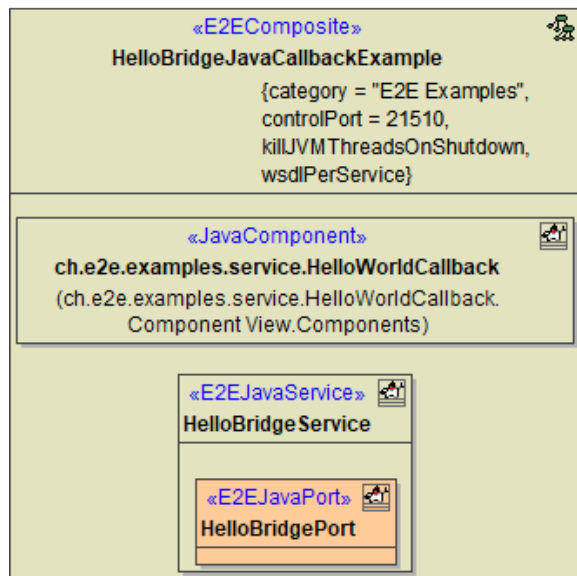 «E2EComposite»
HelloBridgeJavaCallbackExample
{category = "E2E Examples",
controlPort = 21510,
killJVMThreadsOnShutdown,
wsdlPerService}
«JavaComponent»
ch.e2e.examples.service.HelloWorldCallback
(ch.e2e.examples.service.HelloWorldCallback.
Component View.Components)
«E2EJavaService»
HelloBridgeService
«E2EJavaPort»
HelloBridgePort